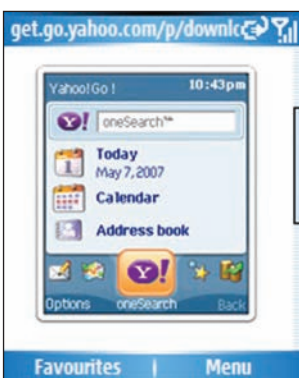 get.go.yahoo.com/p/downlc
Yahoo! Go! 10:43pm
Y! oneSearch™
Today
May 7, 2007
Calendar
Address book
Y!
Options oneSearch Back
Favourites Menu